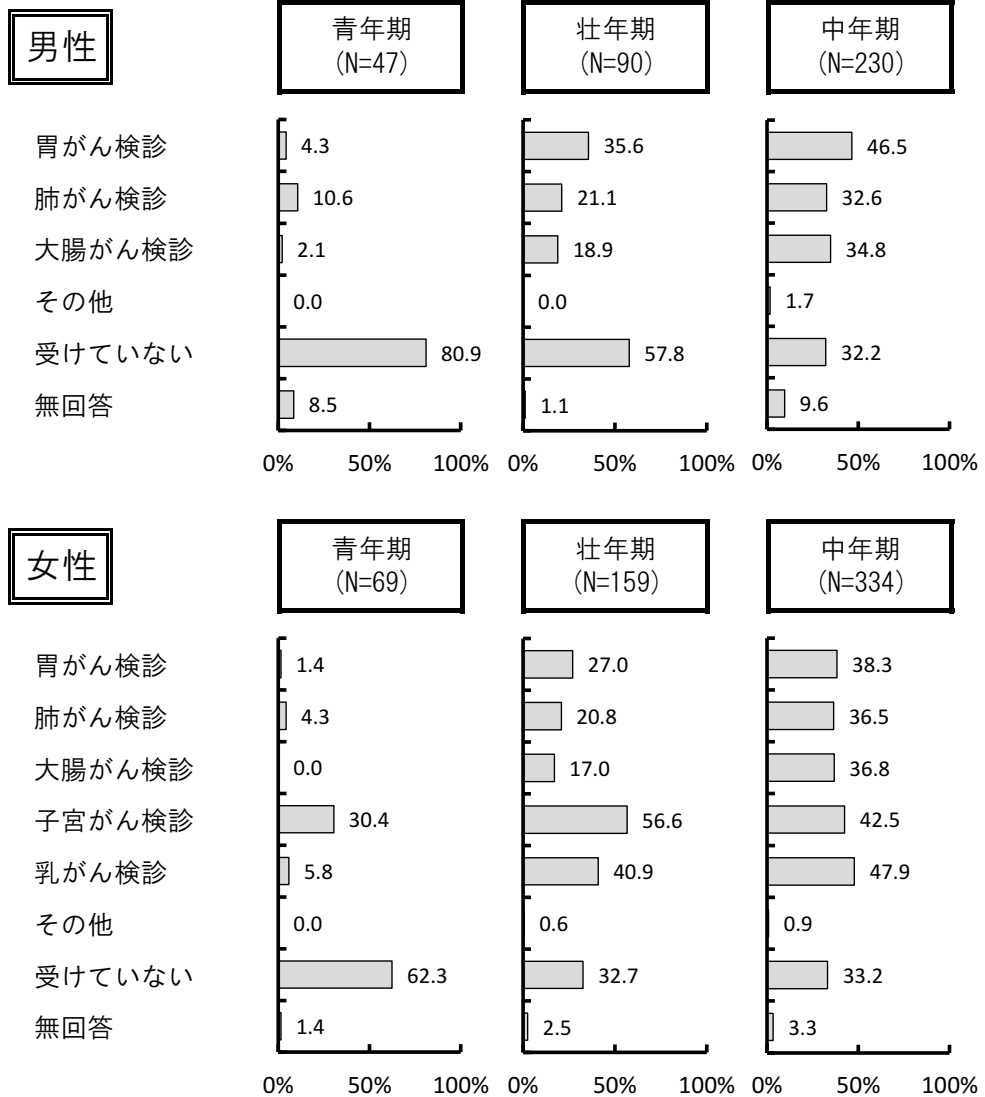 男性
青年期
(N=47)
壮年期
(N=90)
中年期
(N=230)
胃がん検診 4.3 35.6 46.5
肺がん検診 10.6 21.1 32.6
大腸がん検診 2.1 18.9 34.8
その他 0.0 0.0 1.7
受けていない 80.9 57.8 32.2
無回答 8.5 1.1 9.6
0% 50% 100% 0% 50% 100% 0% 50% 100%
女性
青年期
(N=69)
壮年期
(N=159)
中年期
(N=334)
胃がん検診 1.4 27.0 38.3
肺がん検診 4.3 20.8 36.5
大腸がん検診 0.0 17.0 36.8
子宮がん検診 30.4 56.6 42.5
乳がん検診 5.8 40.9 47.9
その他 0.0 0.6 0.9
受けていない 62.3 32.7 33.2
無回答 1.4 2.5 3.3
0% 50% 100% 0% 50% 100% 0% 50% 100%